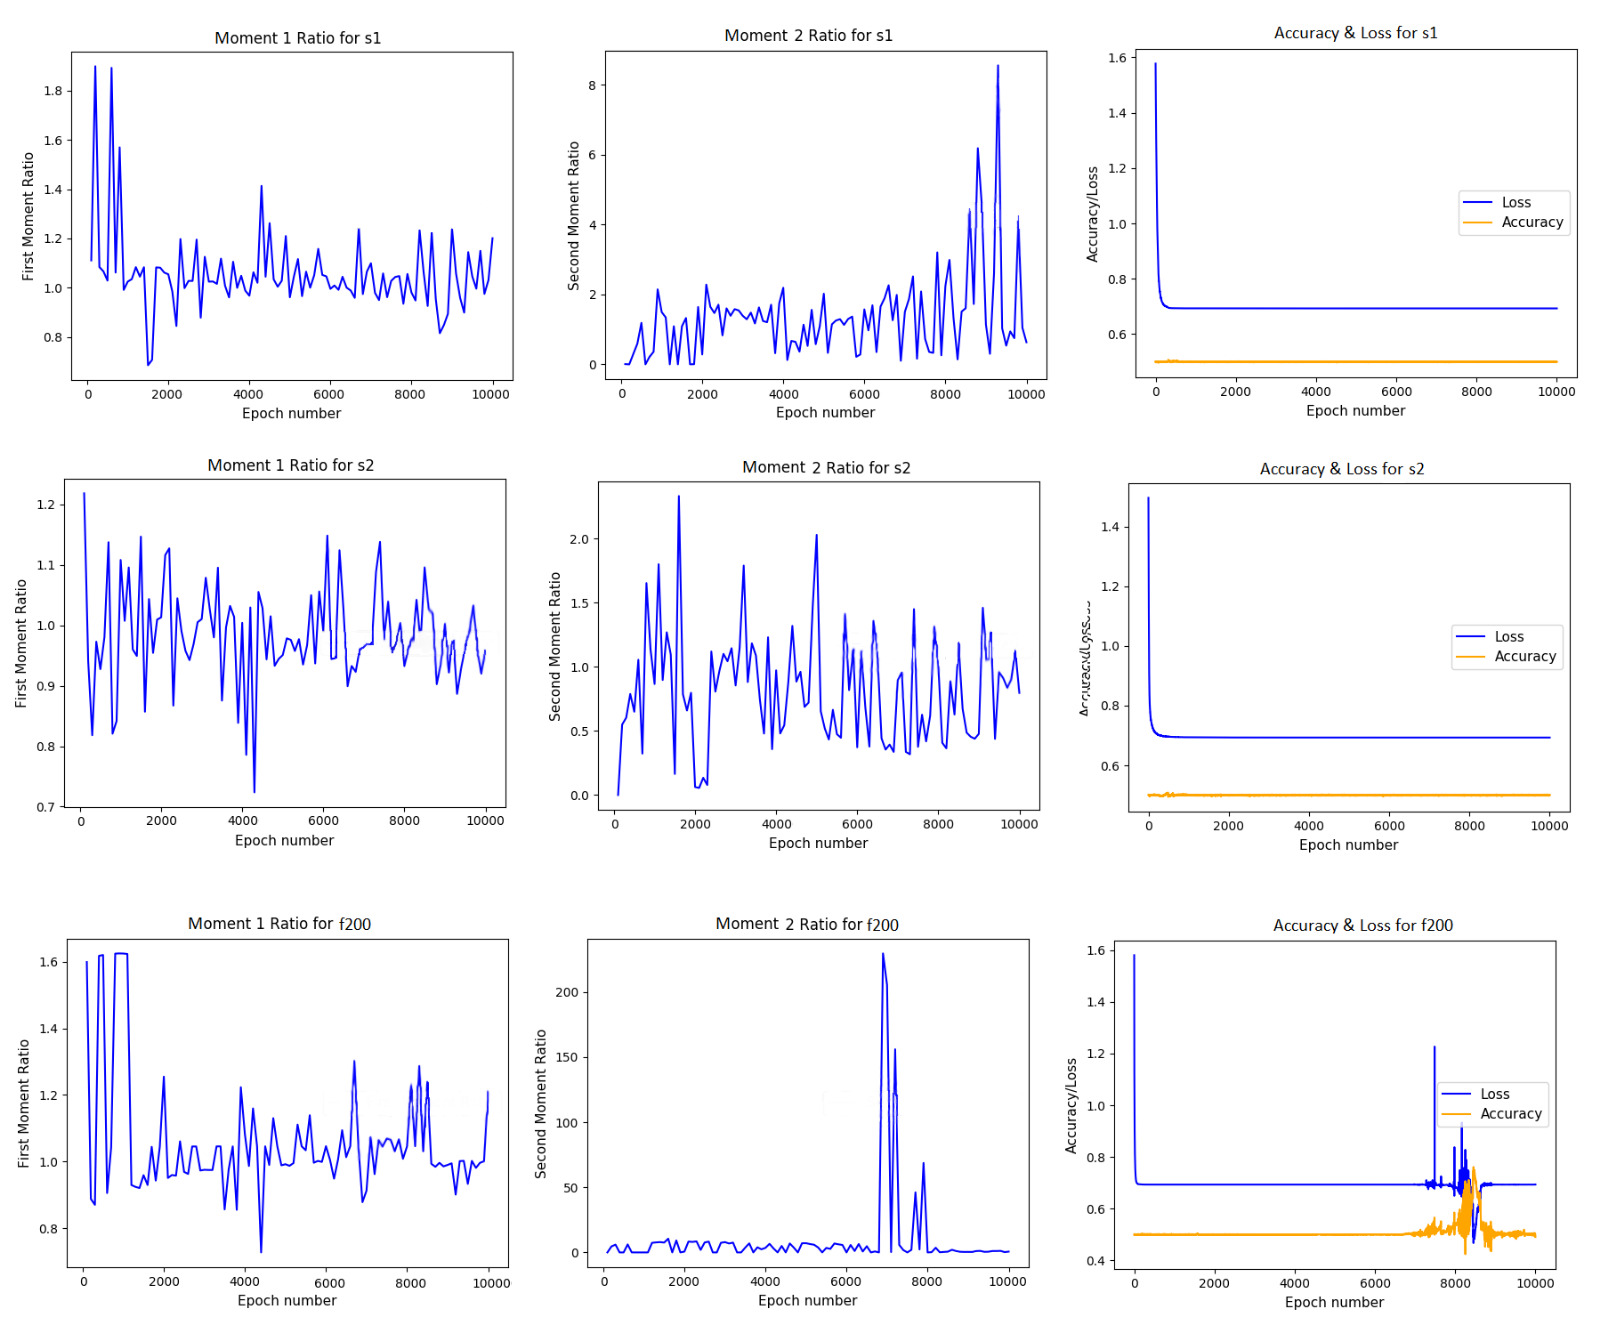 Moment 1 Ratio for s1
First Moment Ratio
1.8
1.6
1.4
1.2
1.0
0.8
0 2000 4000 6000 8000 10000
Epoch number
Moment 2 Ratio for s1
Second Moment Ratio
8
6
4
2
0
0 2000 4000 6000 8000 10000
Epoch number
Accuracy & Loss for s1
Accuracy/Loss
1.6
1.4
1.2
1.0
0.8
0.6
Loss
Accuracy
0 2000 4000 6000 8000 10000
Epoch number
Moment 1 Ratio for s2
First Moment Ratio
1.2
1.1
1.0
0.9
0.8
0.7
0 2000 4000 6000 8000 10000
Epoch number
Moment 2 Ratio for s2
Second Moment Ratio
2.0
1.5
1.0
0.5
0.0
0 2000 4000 6000 8000 10000
Epoch number
Accuracy & Loss for s2
1.4
1.2
1.0
0.8
0.6
Loss
Accuracy
0 2000 4000 6000 8000 10000
Epoch number
Moment 1 Ratio for f200
First Moment Ratio
1.6
1.4
1.2
1.0
0.8
0 2000 4000 6000 8000 10000
Epoch number
Moment 2 Ratio for f200
Second Moment Ratio
200
150
100
50
0
0 2000 4000 6000 8000 10000
Epoch number
Accuracy & Loss for f200
Accuracy/Loss
1.6
1.4
1.2
1.0
0.8
0.6
0.4
Loss
Accuracy
0 2000 4000 6000 8000 10000
Epoch number